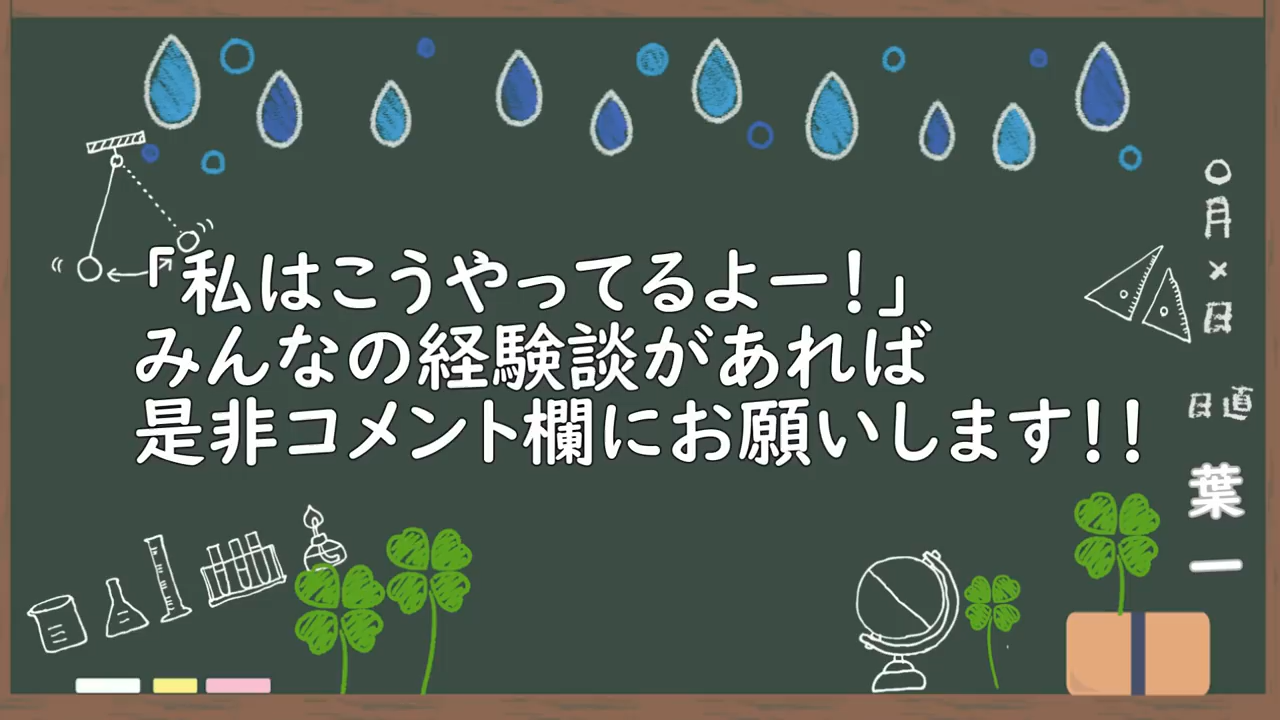 「私はこうやってるよー！」
みんなの経験談があれば
是非コメント欄にお願いします！！
〇月×日
日直
葉一